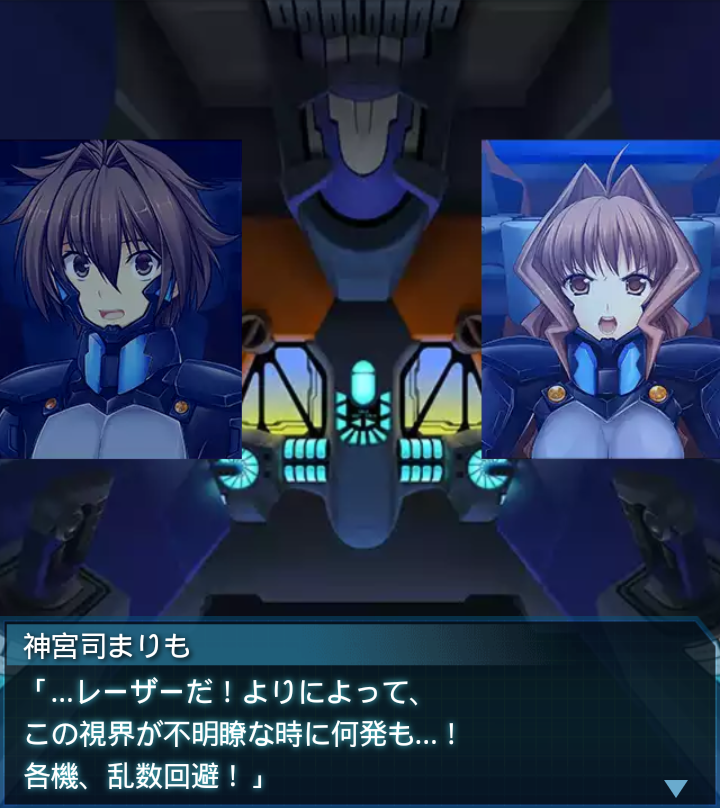 神宮司まりも
「…レーザーだ！よりによって、
この視界が不明瞭な時に何発も…！
各機、乱数回避！」